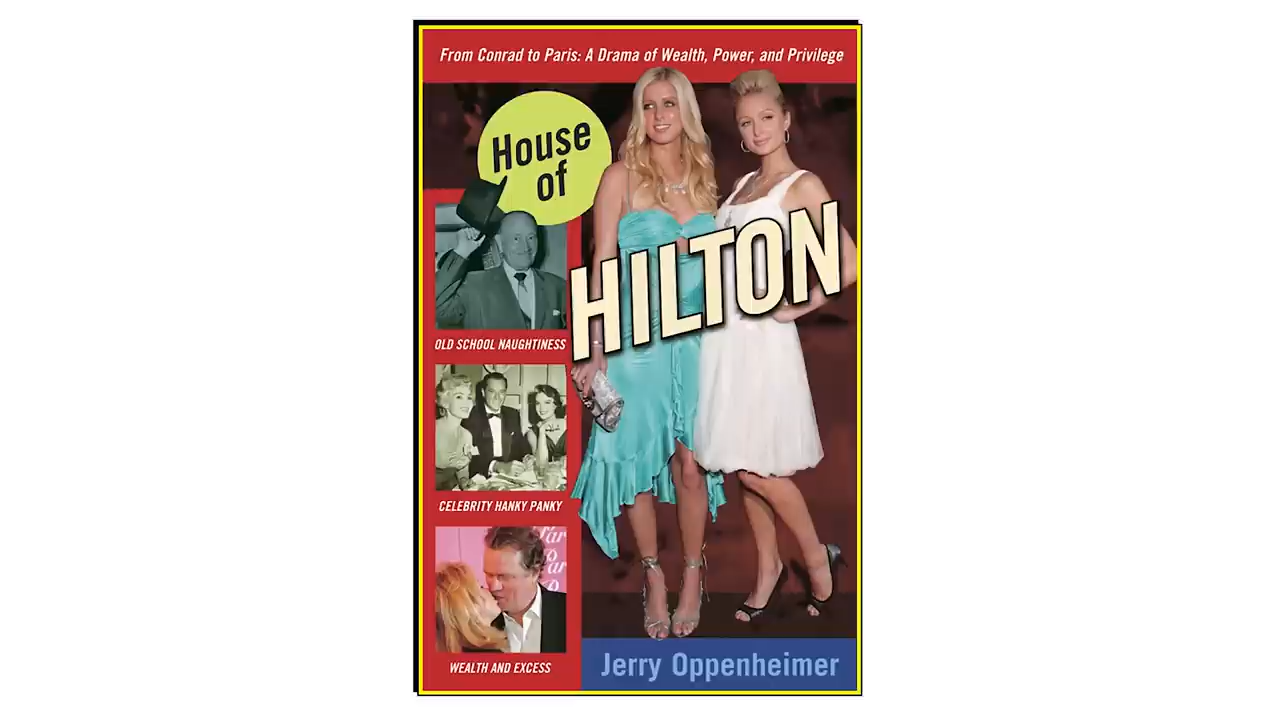 From Conrad to Paris: A Drama of Wealth, Power, and Privilege
House
of
HILTON
OLD SCHOOL NAUGHTINESS
CELEBRITY HANKY PANKY
WEALTH AND EXCESS
Jerry Oppenheimer